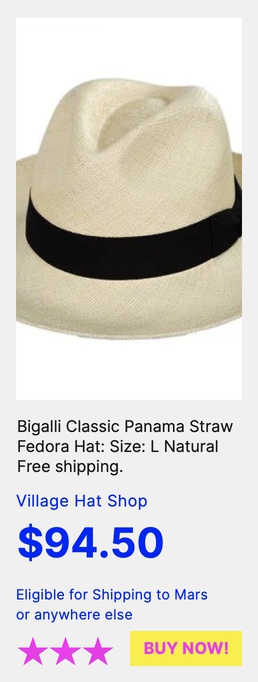 Bigalli Classic Panama Straw
Fedora Hat: Size: L Natural
Free shipping.
Village Hat Shop
$94.50
Eligible for Shipping to Mars
or anywhere else
BUY NOW!